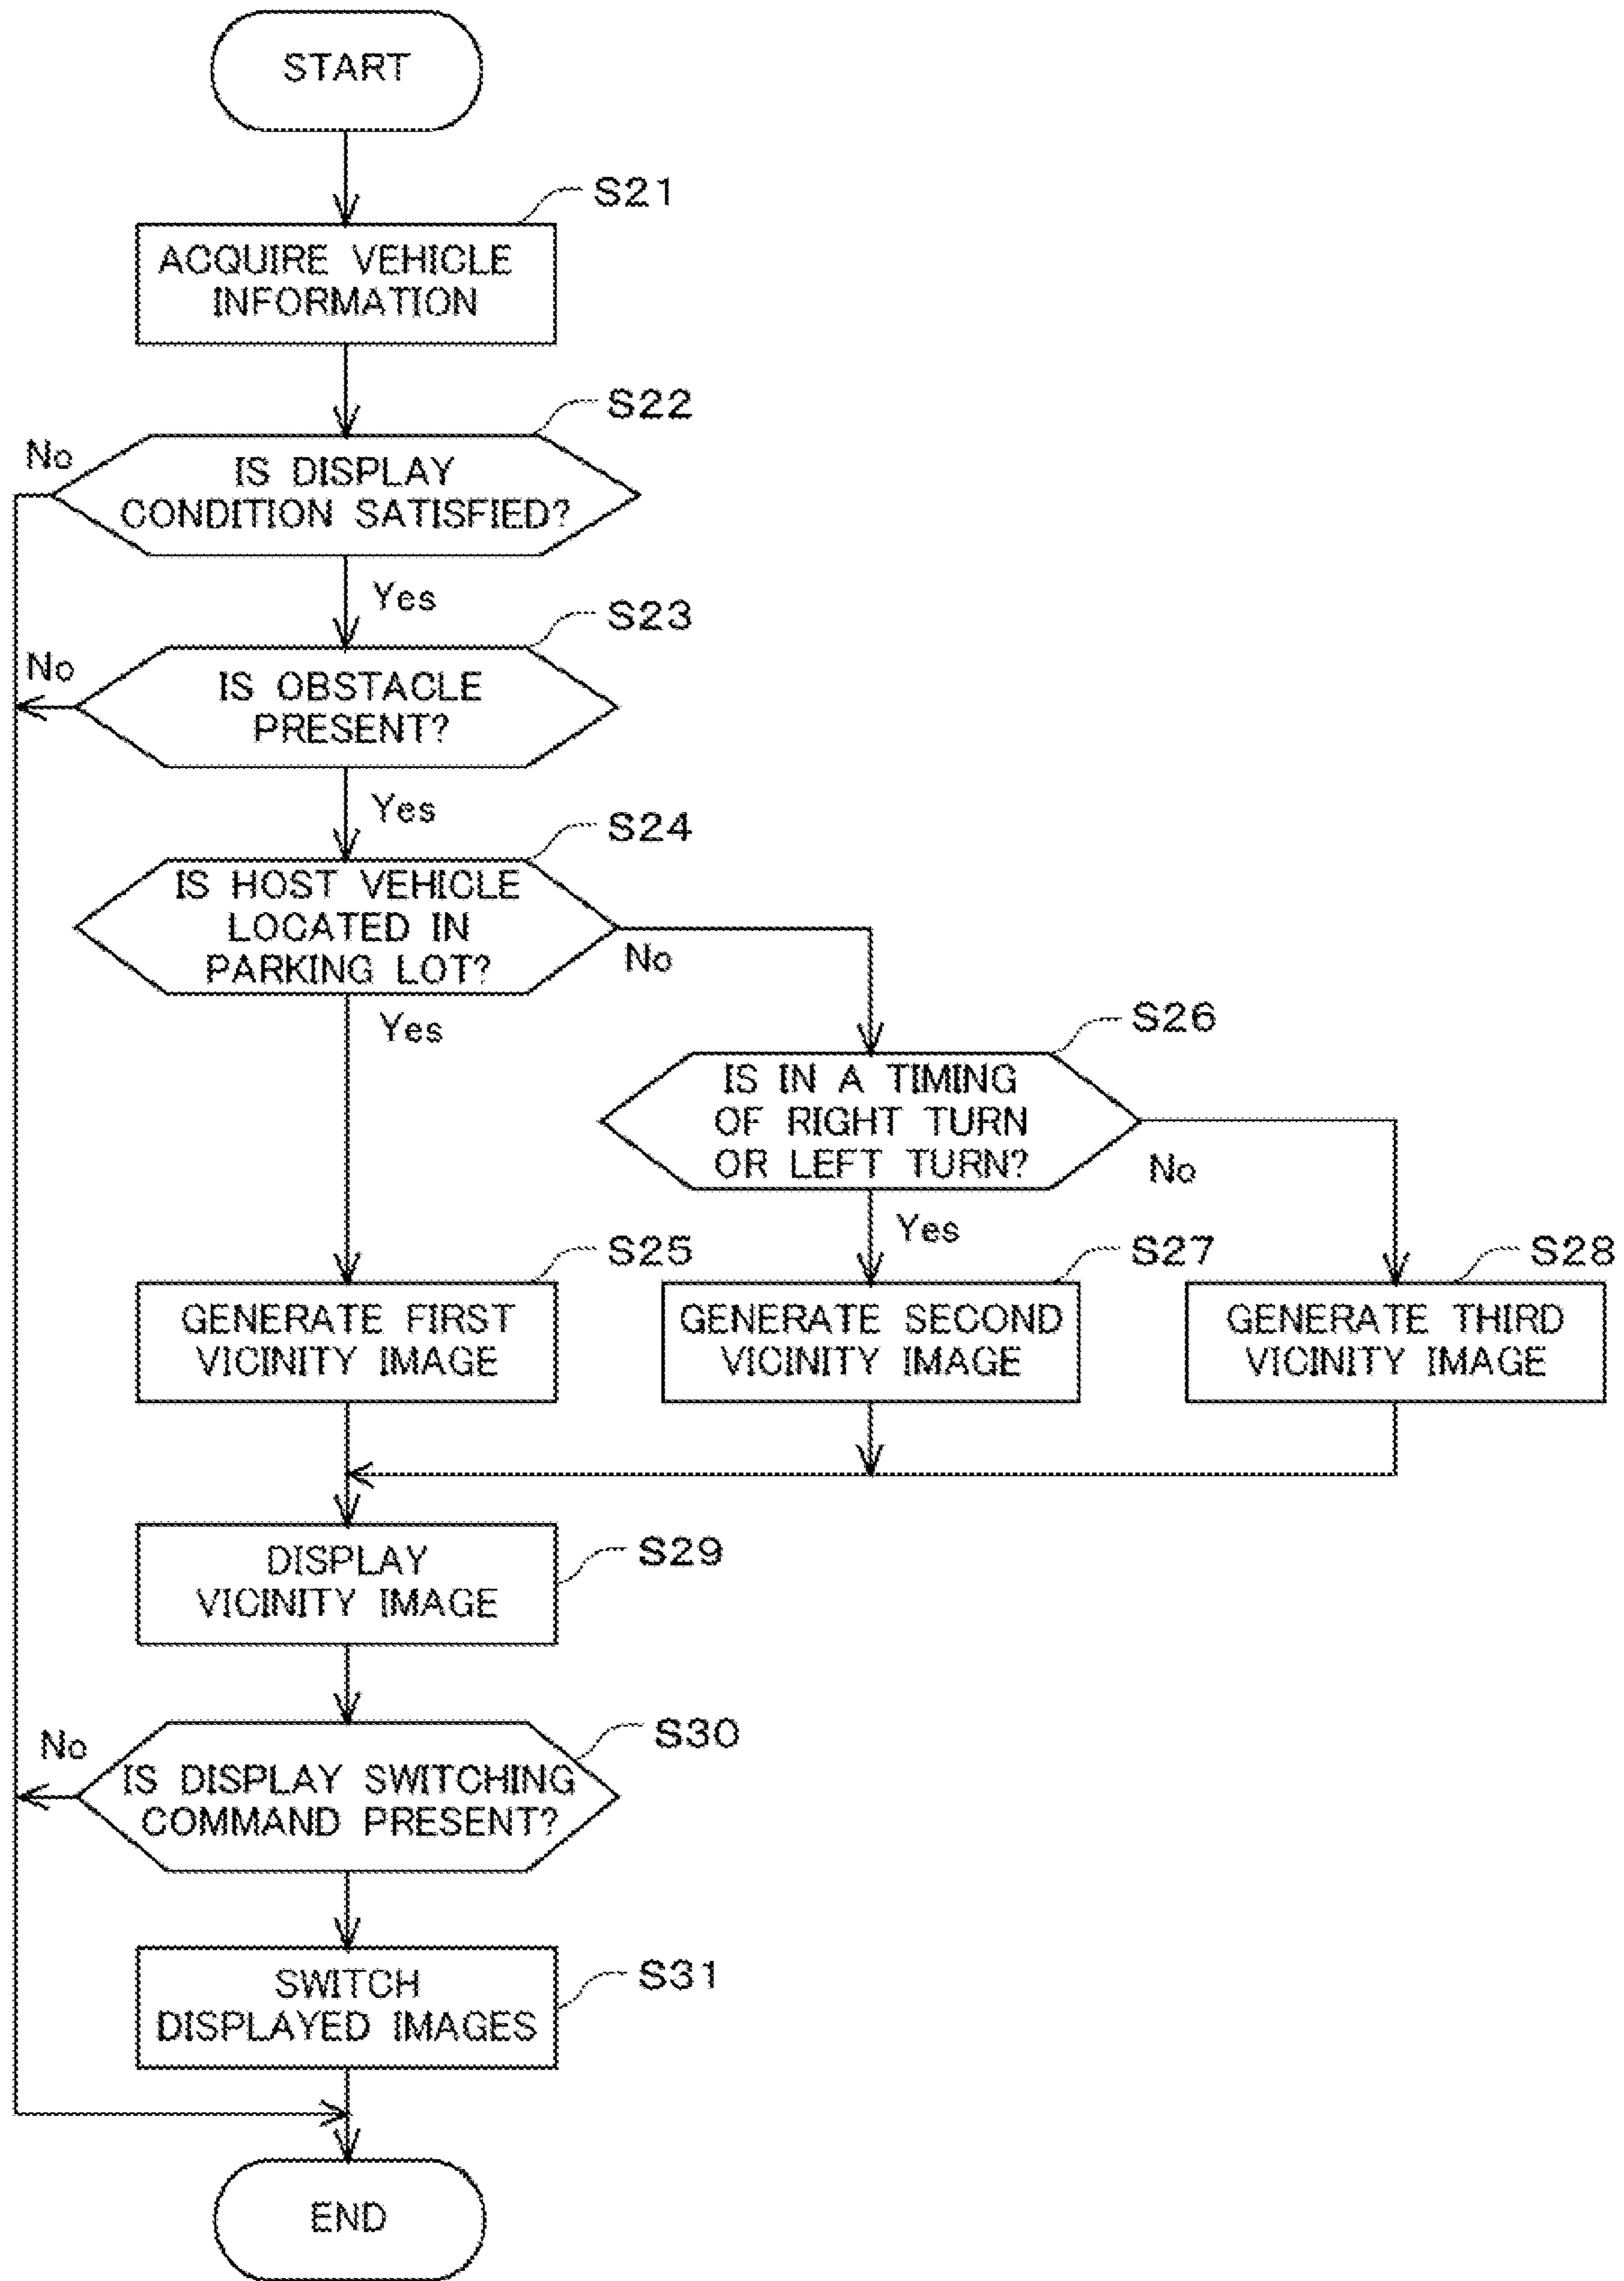 START
S21
ACQUIRE VEHICLE
INFORMATION
S22
No
IS DISPLAY
CONDITION SATISFIED?
Yes
S23
No
IS OBSTACLE
PRESENT?
Yes
S24
IS HOST VEHICLE
LOCATED IN
PARKING LOT?
No
Yes
S26
IS IN A TIMING
OF RIGHT TURN
OR LEFT TURN?
No
Yes
S25
GENERATE FIRST
VICINITY IMAGE
S27
GENERATE SECOND
VICINITY IMAGE
S28
GENERATE THIRD
VICINITY IMAGE
S29
DISPLAY
VICINITY IMAGE
S30
No
IS DISPLAY SWITCHING
COMMAND PRESENT?
S31
SWITCH
DISPLAYED IMAGES
END